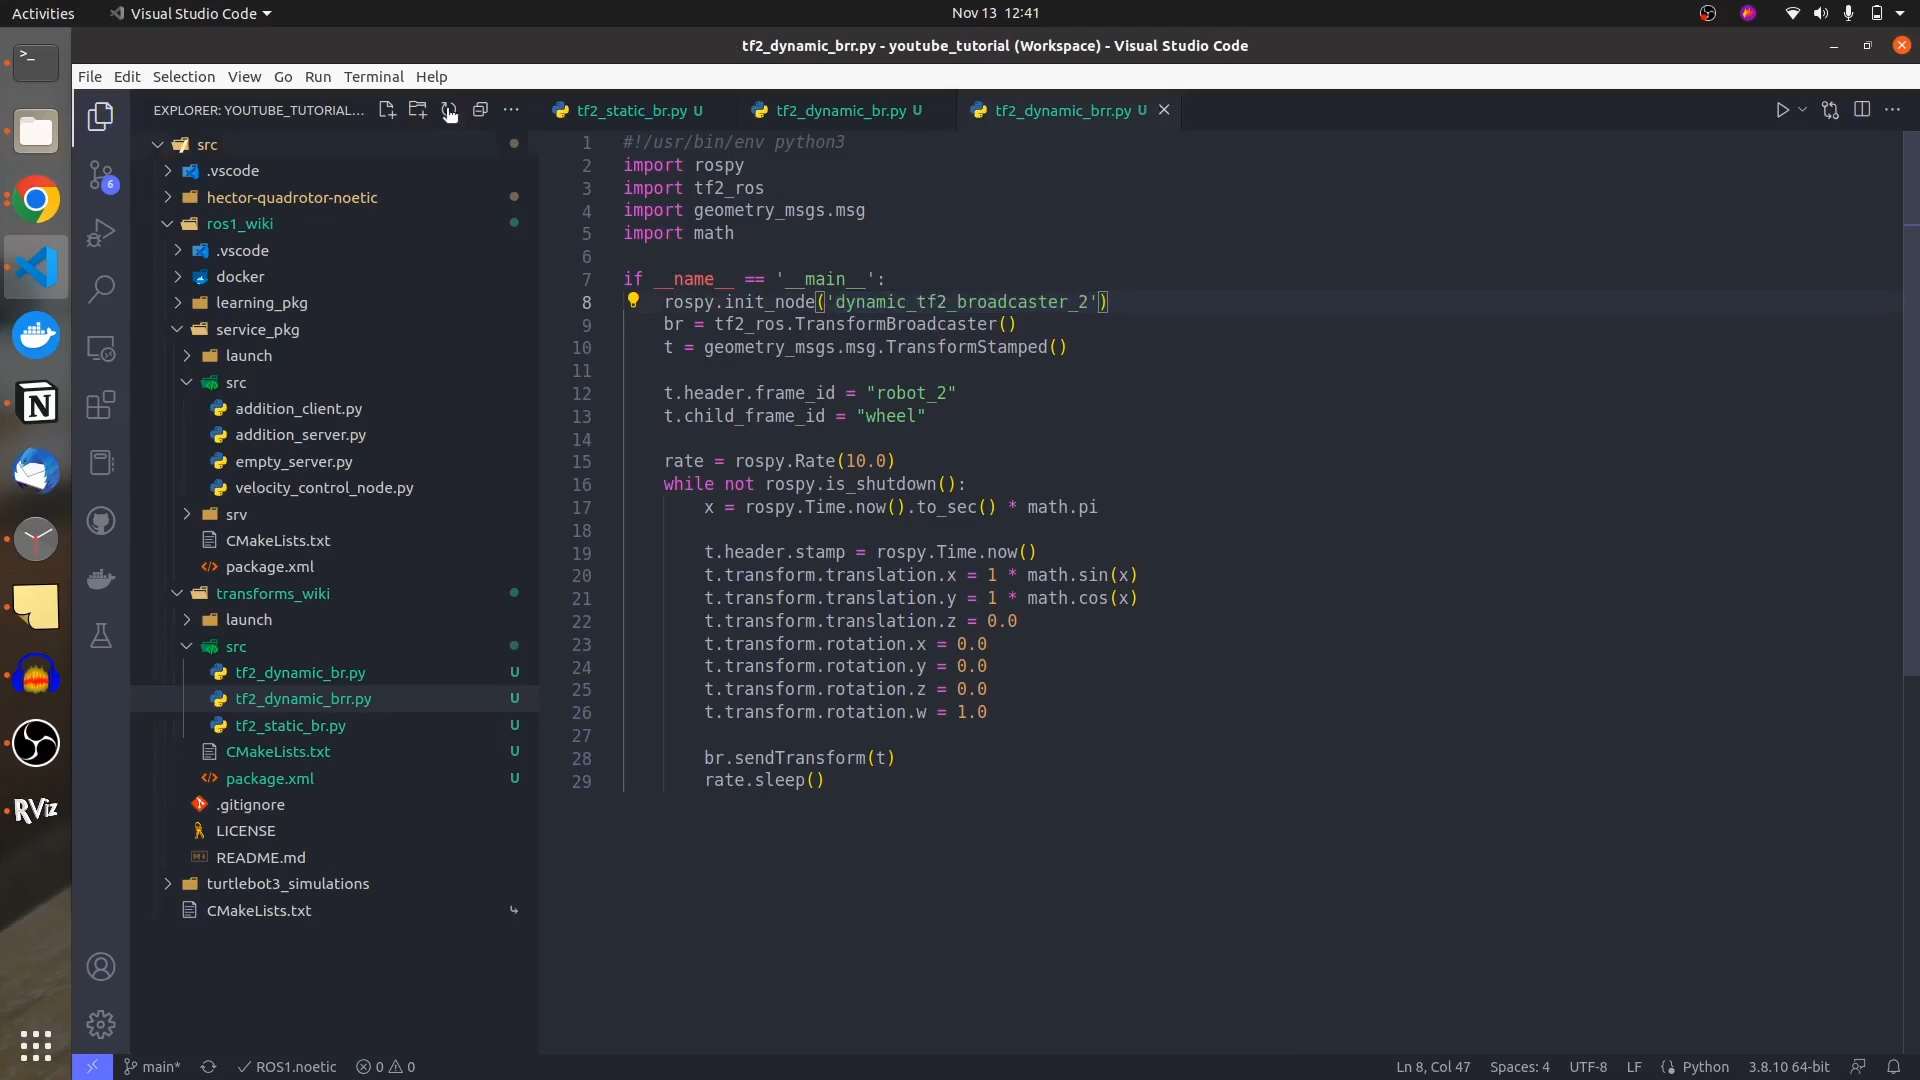 Activities
Visual Studio Code
Nov 13 12:41
tf2_dynamic_brr.py - youtube_tutorial (Workspace) - Visual Studio Code
File Edit Selection View Go Run Terminal Help
EXPLORER: YOUTUBE_TUTORIAL...
tf2_static_br.py U
tf2_dynamic_br.py U
tf2_dynamic_brr.py U
src
.vscode
hector-quadrotor-noetic
ros1_wiki
.vscode
docker
learning_pkg
service_pkg
launch
src
addition_client.py
addition_server.py
empty_server.py
velocity_control_node.py
srv
CMakeLists.txt
package.xml
transforms_wiki
launch
src
tf2_dynamic_br.py U
tf2_dynamic_brr.py U
tf2_static_br.py U
CMakeLists.txt U
package.xml U
.gitignore
LICENSE
README.md
turtlebot3_simulations
CMakeLists.txt
6
RViz
1 #!/usr/bin/env python3
2 import rospy
3 import tf2_ros
4 import geometry_msgs.msg
5 import math
6
7 if __name__ == '__main__':
8 rospy.init_node('dynamic_tf2_broadcaster_2')
9 br = tf2_ros.TransformBroadcaster()
10 t = geometry_msgs.msg.TransformStamped()
11
12 t.header.frame_id = "robot_2"
13 t.child_frame_id = "wheel"
14
15 rate = rospy.Rate(10.0)
16 while not rospy.is_shutdown():
17 x = rospy.Time.now().to_sec() * math.pi
18
19 t.header.stamp = rospy.Time.now()
20 t.transform.translation.x = 1 * math.sin(x)
21 t.transform.translation.y = 1 * math.cos(x)
22 t.transform.translation.z = 0.0
23 t.transform.rotation.x = 0.0
24 t.transform.rotation.y = 0.0
25 t.transform.rotation.z = 0.0
26 t.transform.rotation.w = 1.0
27
28 br.sendTransform(t)
29 rate.sleep()
main* ROS1.noetic 0 0 Ln 8, Col 47 Spaces: 4 UTF-8 LF Python 3.8.10 64-bit